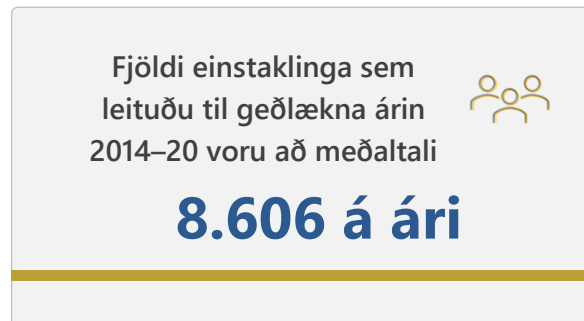 Fjöldi einstaklinga sem
leituðu til geðlækna árin
2014–20 voru að meðaltali
8.606 á ári